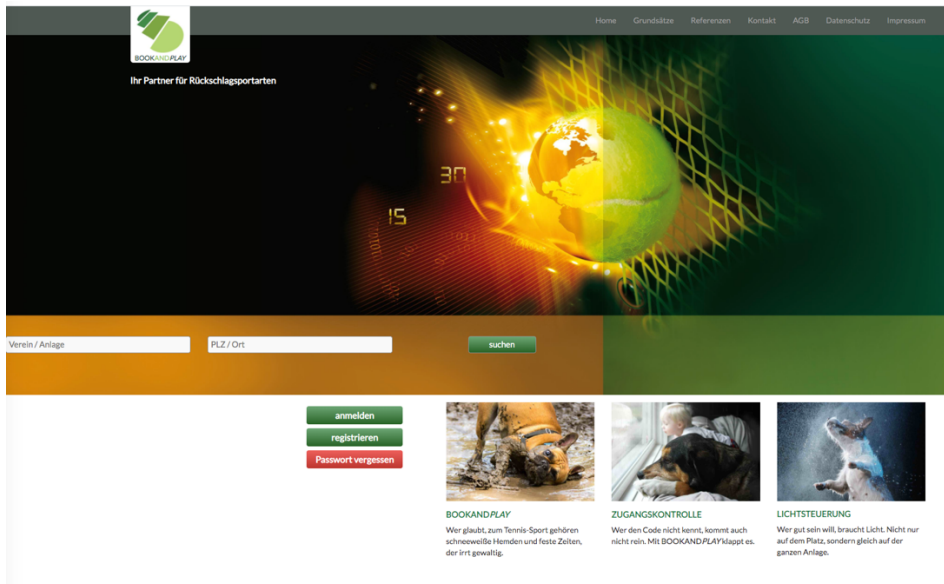 Home Grundsätze Referenzen Kontakt AGB Datenschutz Impressum
BOOKANDPLAY
Ihr Partner für Rückschlagsportarten
30
15
Verein / Anlage PLZ / Ort suchen
anmelden
registrieren
Passwort vergessen
BOOKANDPLAY
Wer glaubt, zum Tennis-Sport gehören
schneeweiße Hemden und feste Zeiten,
der irrt gewaltig.
ZUGANGSKONTROLLE
Wer den Code nicht kennt, kommt auch
nicht rein. Mit BOOKANDPLAY klappt es.
LICHTSTEUERUNG
Wer gut sein will, braucht Licht. Nicht nur
auf dem Platz, sondern gleich auf der
ganzen Anlage.